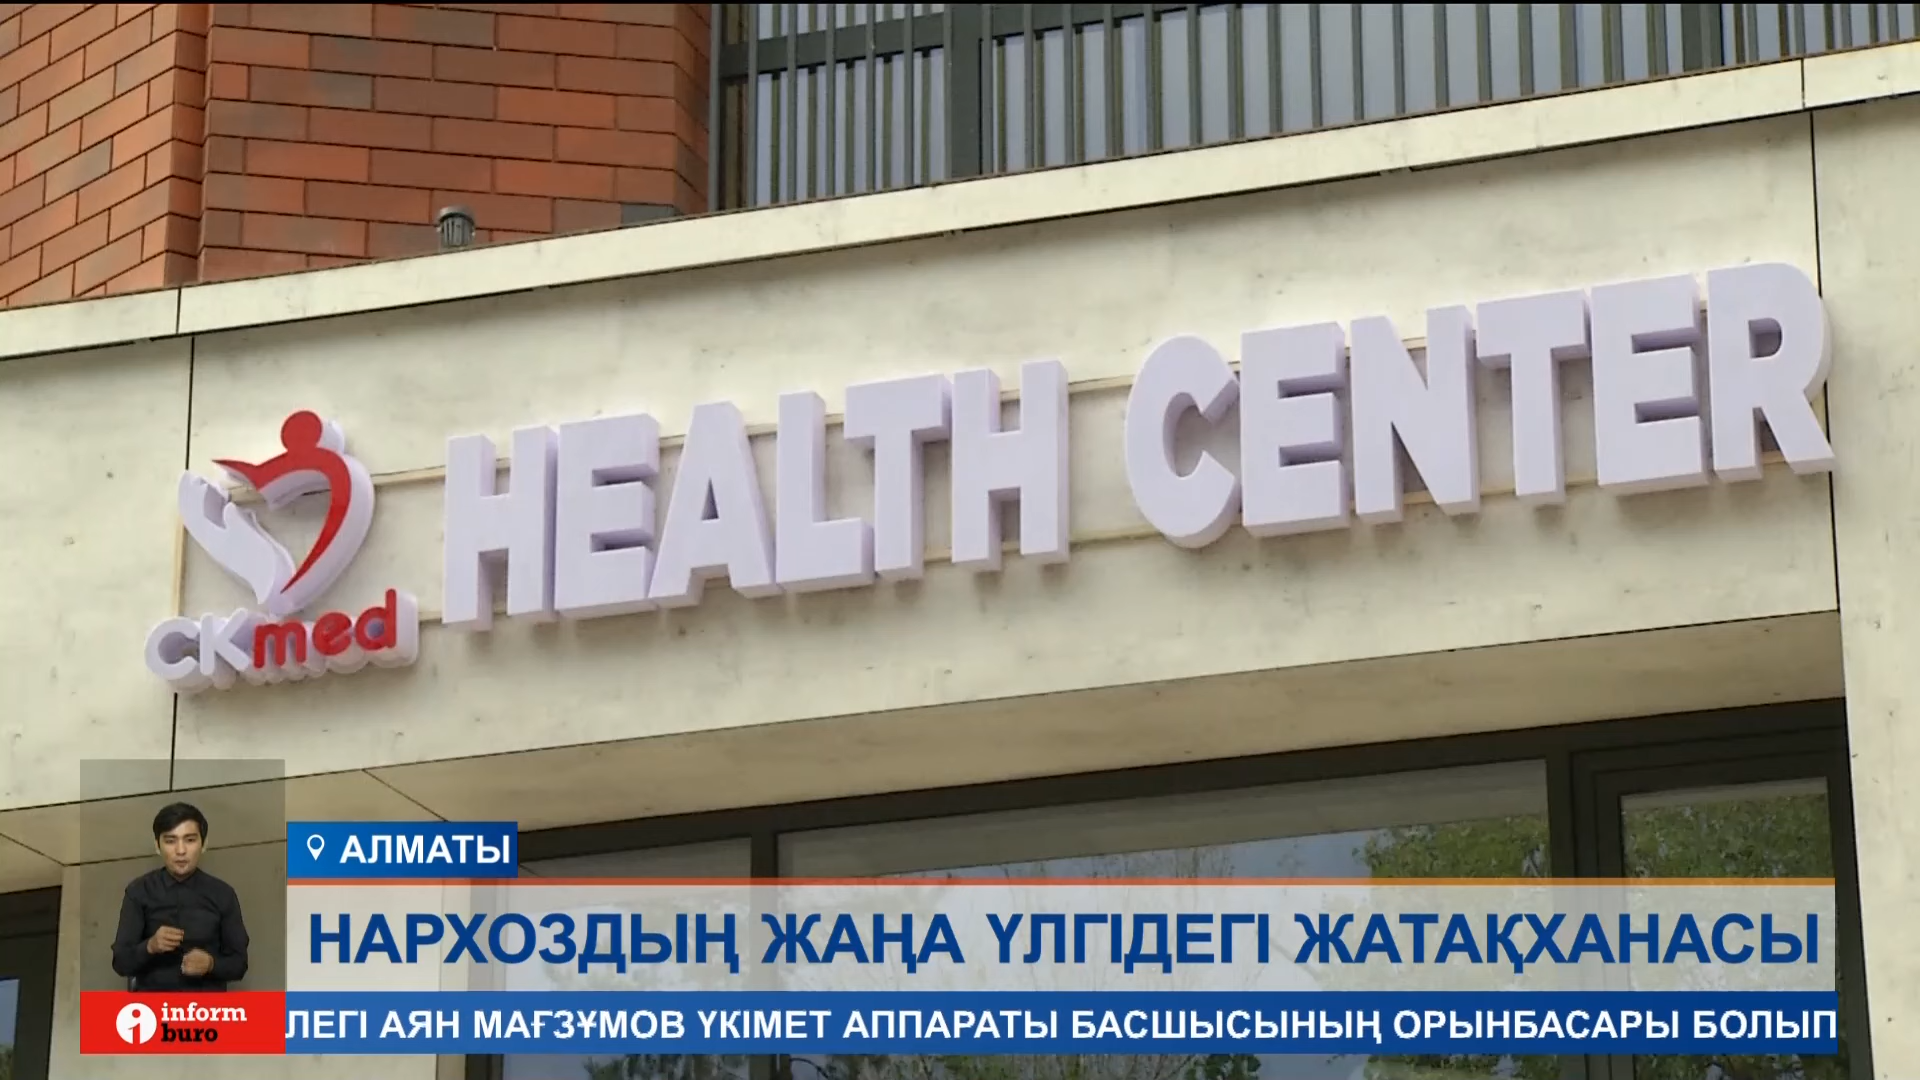 HEALTH CENTER
CKmed
АЛМАТЫ
НАРХОЗДЫҢ ЖАҢА ҮЛГІДЕГІ ЖАТАҚХАНАСЫ
inform
buro
ЛЕГІ АЯН МАҒЗҰМОВ ҮКІМЕТ АППАРАТЫ БАСШЫСЫНЫҢ ОРЫНБАСАРЫ БОЛЫП